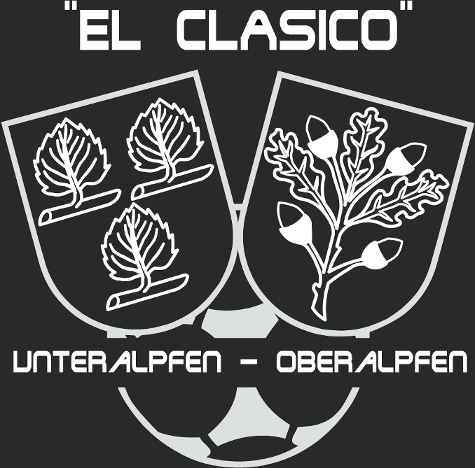 "EL CLASICO"
UNTERALPFEN - OBERALPFEN